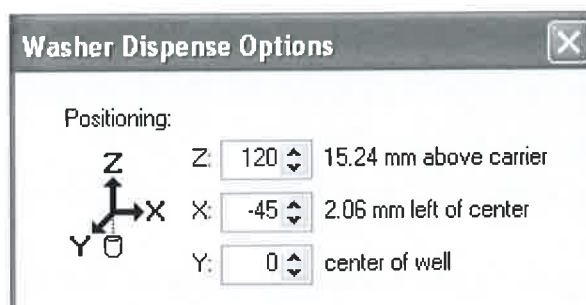 Washer Dispense Options
Positioning:
Z
X
Y
Z: 120 15.24 mm above carrier
X: -45 2.06 mm left of center
Y: 0 center of well